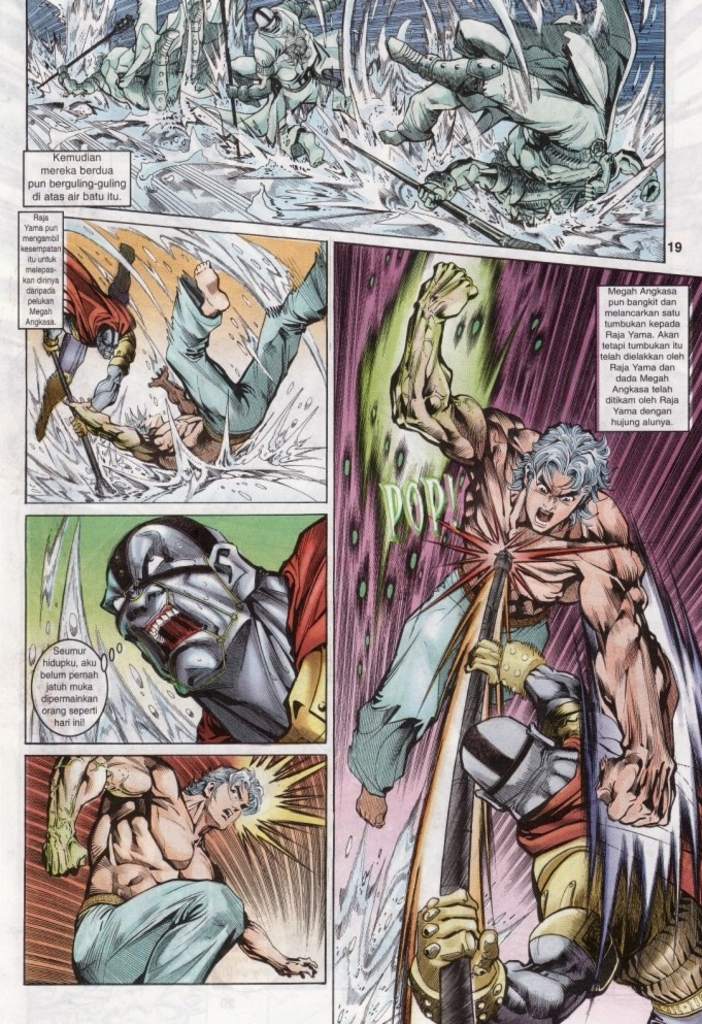 Kemudian
mereka berdua
pun berguling-guling
di atas air batu itu.
19
Raja
Yama pun
mengambil
kesempatan
itu untuk
melepas-
kan dirinya
daripada
pelukan
Megah
Angkasa.
Megah Angkasa
pun bangkit dan
melancarkan satu
tumbukan kepada
Raja Yama. Akan
tetapi tumbukan itu
telah dielakkan oleh
Raja Yama dan
dada Megah
Angkasa telah
ditikam oleh Raja
Yama dengan
hujung alunya.
POP!
Seumur
hidupku, aku
belum pernah
jatuh muka
dipermainkan
orang seperti
hari ini!